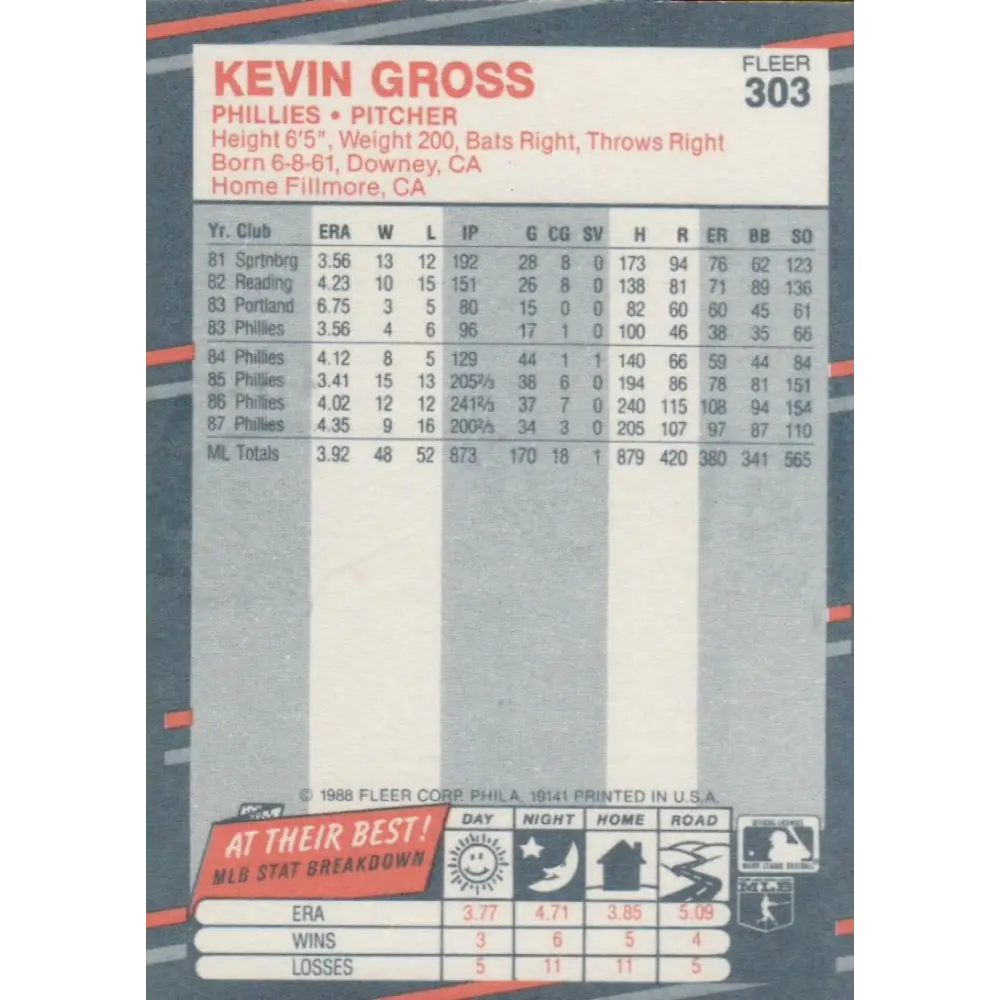 KEVIN GROSS
FLEER
303
PHILLIES • PITCHER
Height 6'5", Weight 200, Bats Right, Throws Right
Born 6-8-61, Downey, CA
Home Fillmore, CA
Yr. Club ERA W L IP G CG SV H R ER BB SO
81 Sprtnbrg 3.56 13 12 192 28 8 0 173 94 76 62 123
82 Reading 4.23 10 15 151 26 8 0 138 81 71 89 136
83 Portland 6.75 3 5 80 15 0 0 82 60 60 45 61
83 Phillies 3.56 4 6 96 17 1 0 100 46 38 35 66
84 Phillies 4.12 8 5 129 44 1 1 140 66 59 44 84
85 Phillies 3.41 15 13 205⅔ 38 6 0 194 86 78 81 151
86 Phillies 4.02 12 12 241⅔ 37 7 0 240 115 108 94 154
87 Phillies 4.35 9 16 200⅔ 34 3 0 205 107 97 87 110
ML Totals 3.92 48 52 873 170 18 1 879 420 380 341 565
© 1988 FLEER CORP. PHILA. 19141 PRINTED IN U.S.A.
AT THEIR BEST!
MLB STAT BREAKDOWN
DAY NIGHT HOME ROAD
MAJOR LEAGUE BASEBALL
MLB
ERA 3.77 4.71 3.85 5.09
WINS 3 6 5 4
LOSSES 5 11 11 5